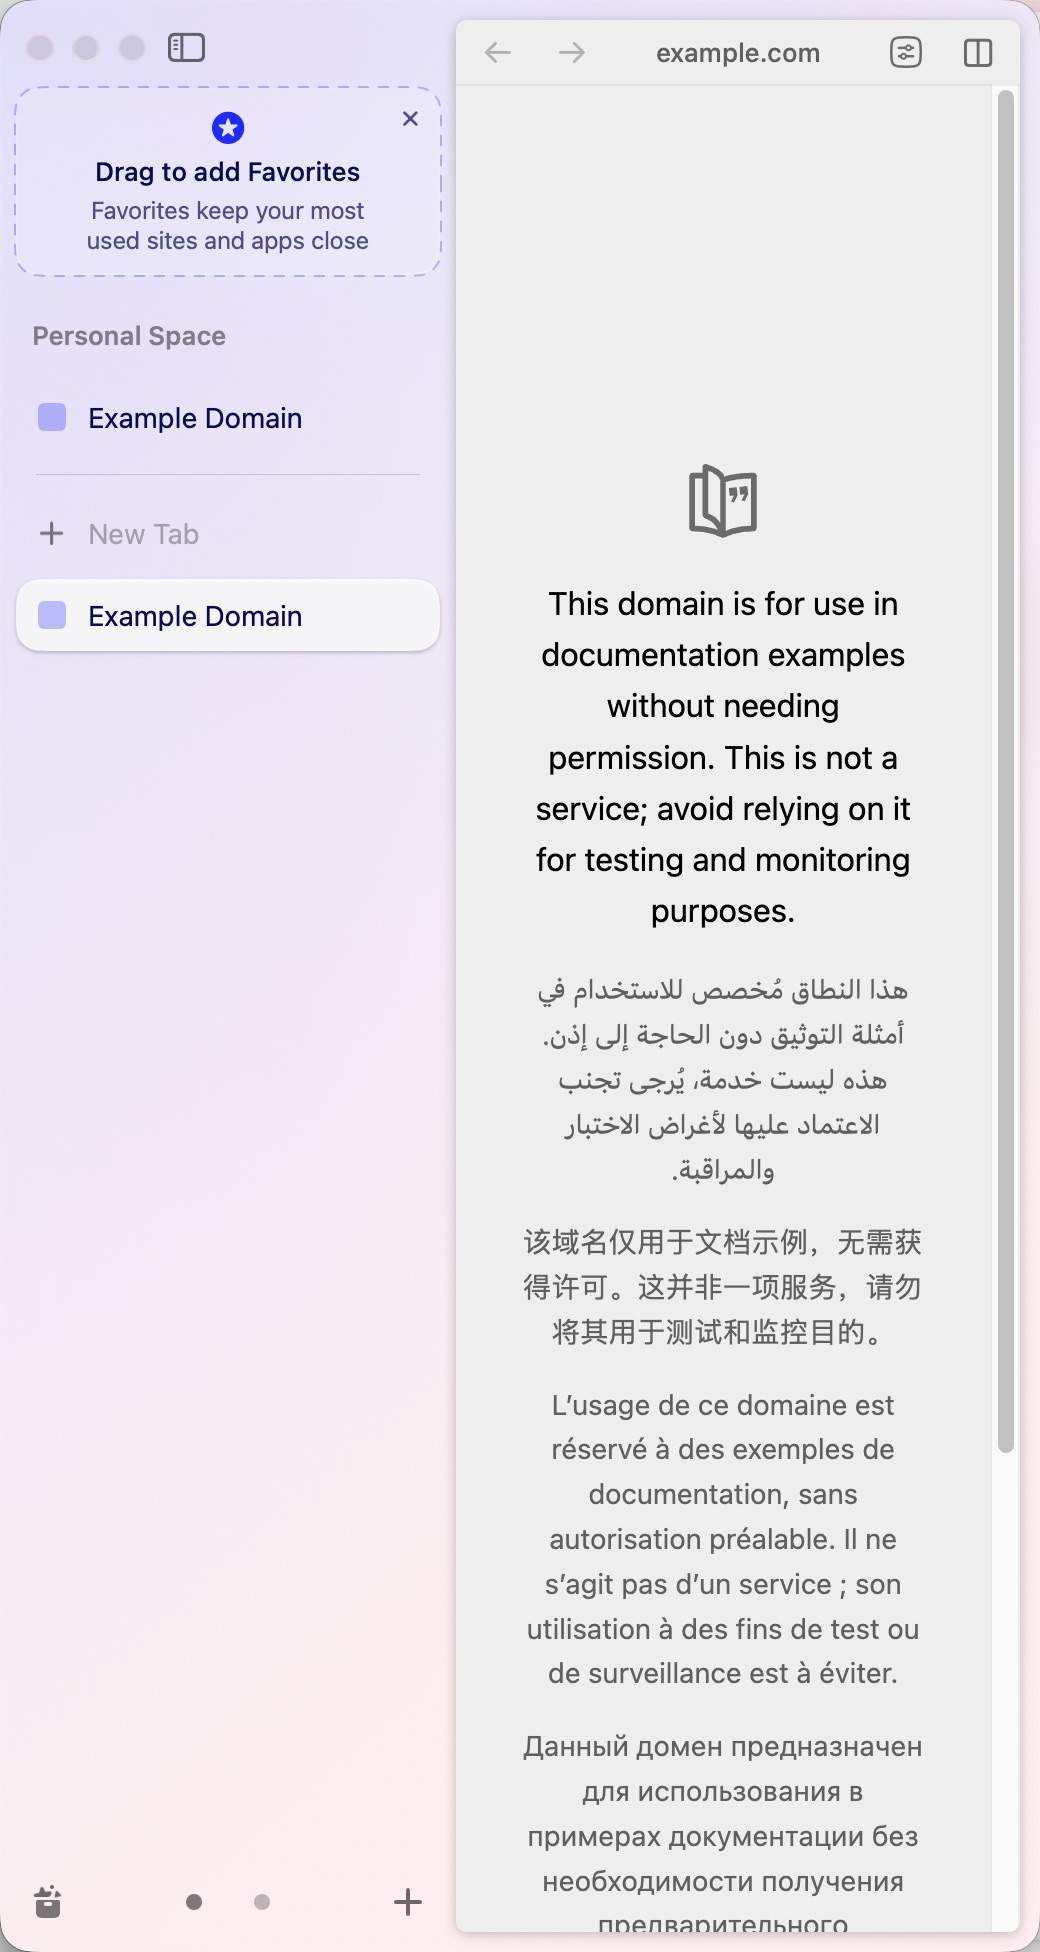 Drag to add Favorites
Favorites keep your most
used sites and apps close
Personal Space
Example Domain
New Tab
Example Domain
example.com
This domain is for use in
documentation examples
without needing
permission. This is not a
service; avoid relying on it
for testing and monitoring
purposes.
هذا النطاق مُخصص للاستخدام في
أمثلة التوثيق دون الحاجة إلى إذن.
هذه ليست خدمة، يُرجى تجنب
الاعتماد عليها لأغراض الاختبار
والمراقبة.
该域名仅用于文档示例，无需获
得许可。这并非一项服务，请勿
将其用于测试和监控目的。
L’usage de ce domaine est
réservé à des exemples de
documentation, sans
autorisation préalable. Il ne
s’agit pas d’un service ; son
utilisation à des fins de test ou
de surveillance est à éviter.
Данный домен предназначен
для использования в
примерах документации без
необходимости получения
предварительного